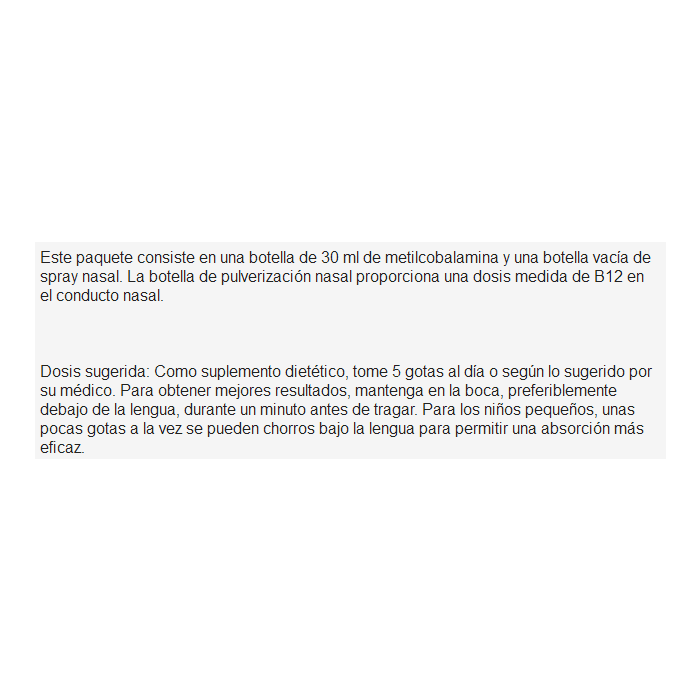 Este paquete consiste en una botella de 30 ml de metilcobalamina y una botella vacía de
spray nasal. La botella de pulverización nasal proporciona una dosis medida de B12 en
el conducto nasal.
Dosis sugerida: Como suplemento dietético, tome 5 gotas al día o según lo sugerido por
su médico. Para obtener mejores resultados, mantenga en la boca, preferiblemente
debajo de la lengua, durante un minuto antes de tragar. Para los niños pequeños, unas
pocas gotas a la vez se pueden chorros bajo la lengua para permitir una absorción más
eficaz.